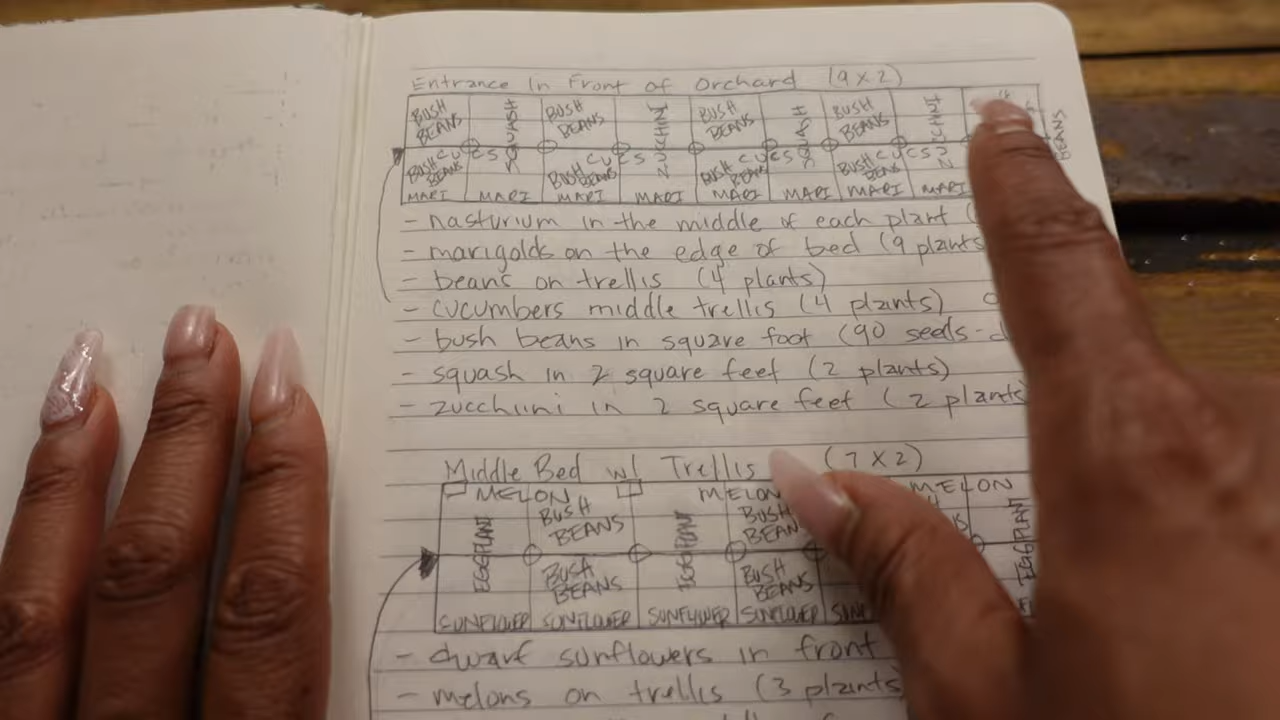 Entrance In Front of Orchard (9x2)
BUSH BEANS SQUASH BUSH BEANS ZUCCHINI BUSH BEANS SQUASH BUSH BEANS ZUCCHINI BEANS
BUSH BEANS CUCS BUSH BEANS CUCS BUSH BEANS CUCS BUSH BEANS CUCS
MARI MARI MARI MARI MARI MARI MARI MARI
- nasturium in the middle of each plant (
- marigolds on the edge of bed (9 plants
- beans on trellis (4 plants)
- cucumbers middle trellis (4 plants)
- bush beans in square foot (90 seeds-
- squash in 2 square feet (2 plants)
- zucchiini in 2 square feet (2 plants
Middle Bed w/ Trellis (7x2)
MELON MELON MELON
EGGPLANT BUSH BEANS EGGPLANT BUSH BEANS EGGPLANT
BUSH BEANS BUSH BEANS
SUNFLOWER SUNFLOWER SUNFLOWER SUNFLOWER SUN
- dwarf sunflowers in front
- melons on trellis (3 plants